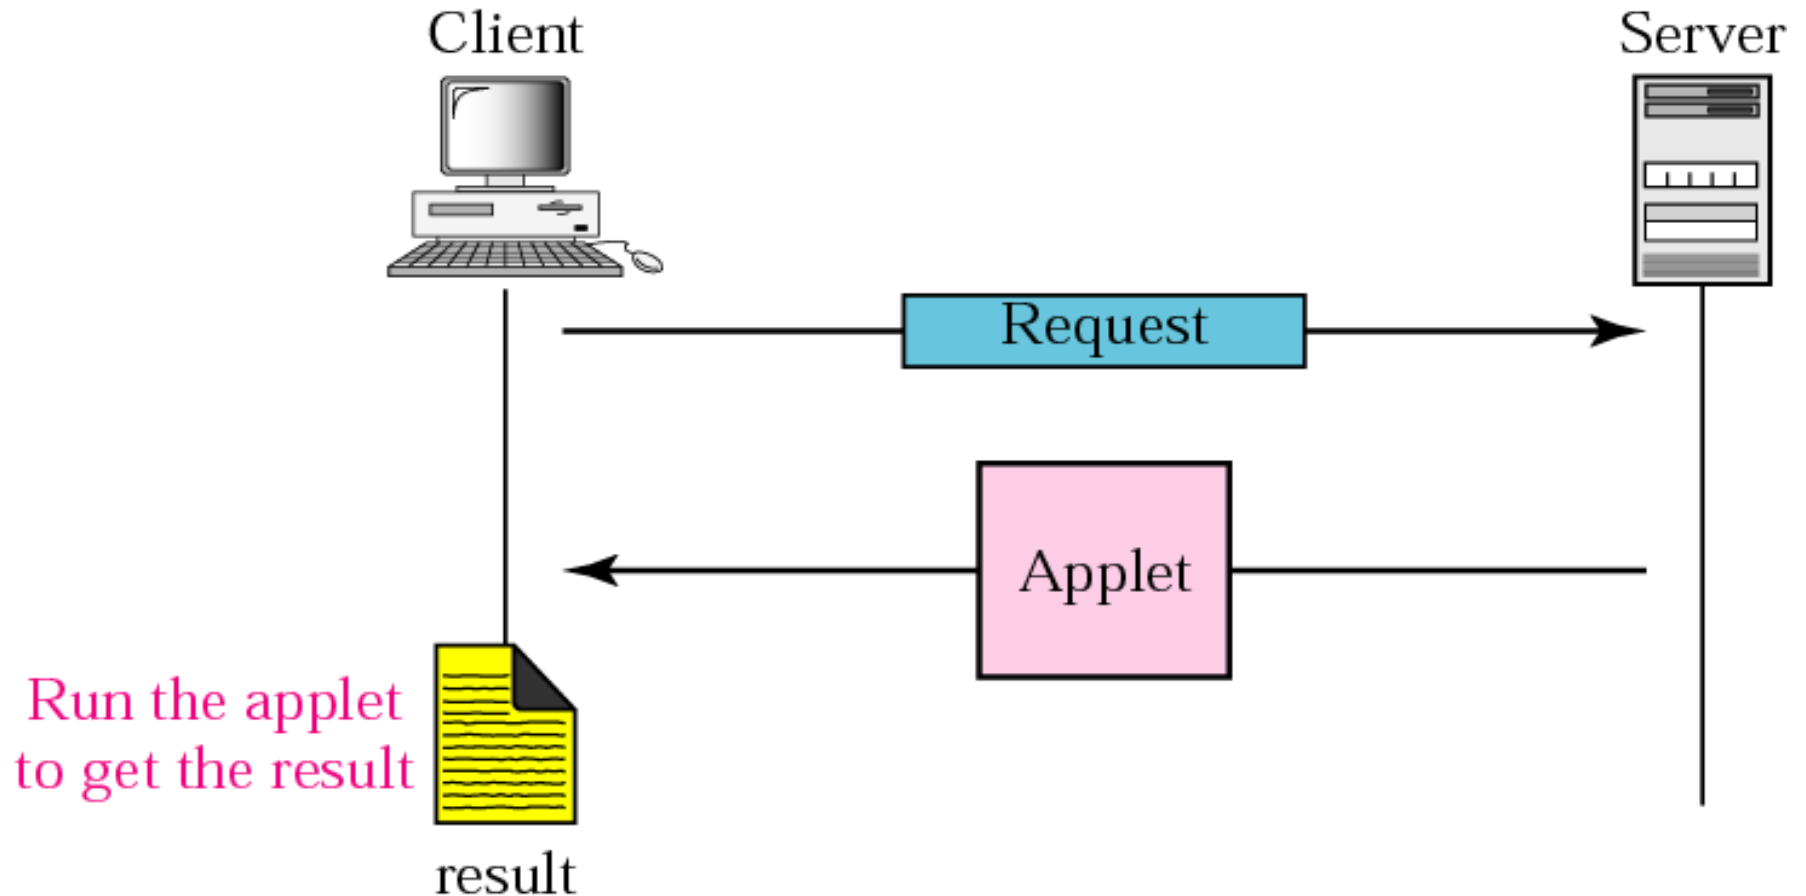 Client
Server
Request
Applet
Run the applet
to get the result
result